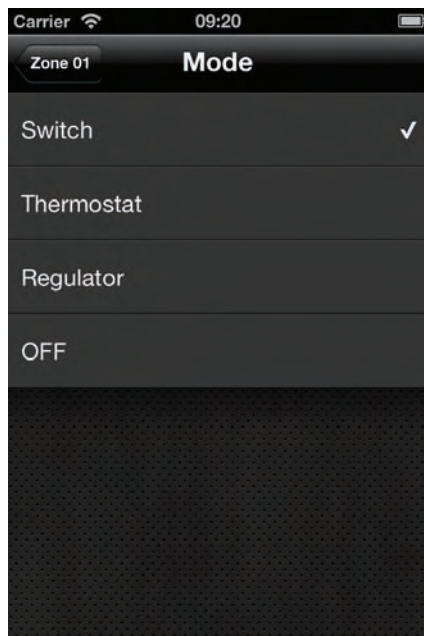 Carrier 09:20
Zone 01 Mode
Switch
Thermostat
Regulator
OFF